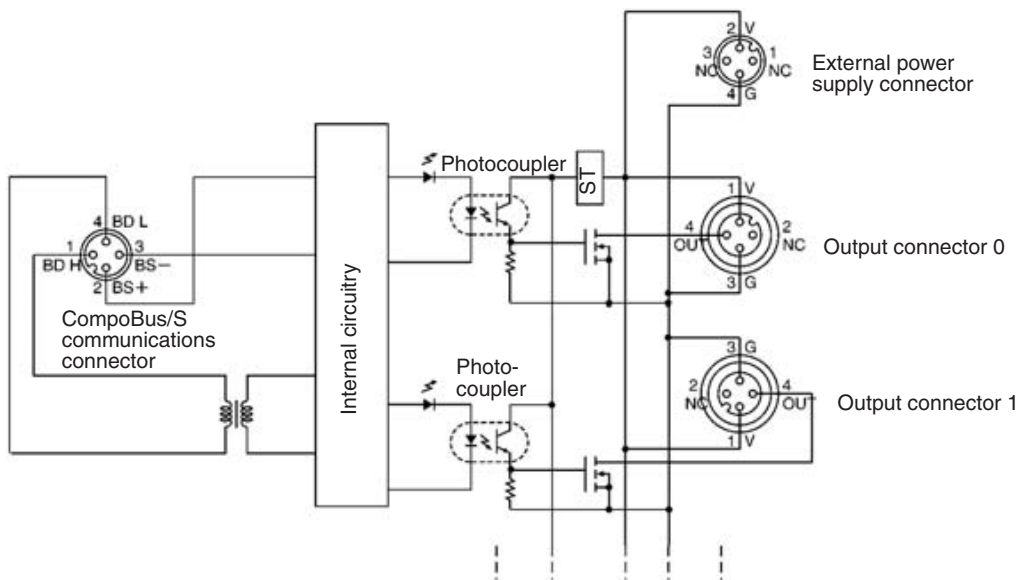 2 V
3
NC
1
NC
4 G
External power
supply connector
Photocoupler
ST
1 V
4
OUT
2
NC
3 G
Output connector 0
4 BD L
1
BD H
3
BS−
2 BS+
CompoBus/S
communications
connector
Internal circuitry
Photo-
coupler
3 G
2
NC
4
OUT
1 V
Output connector 1